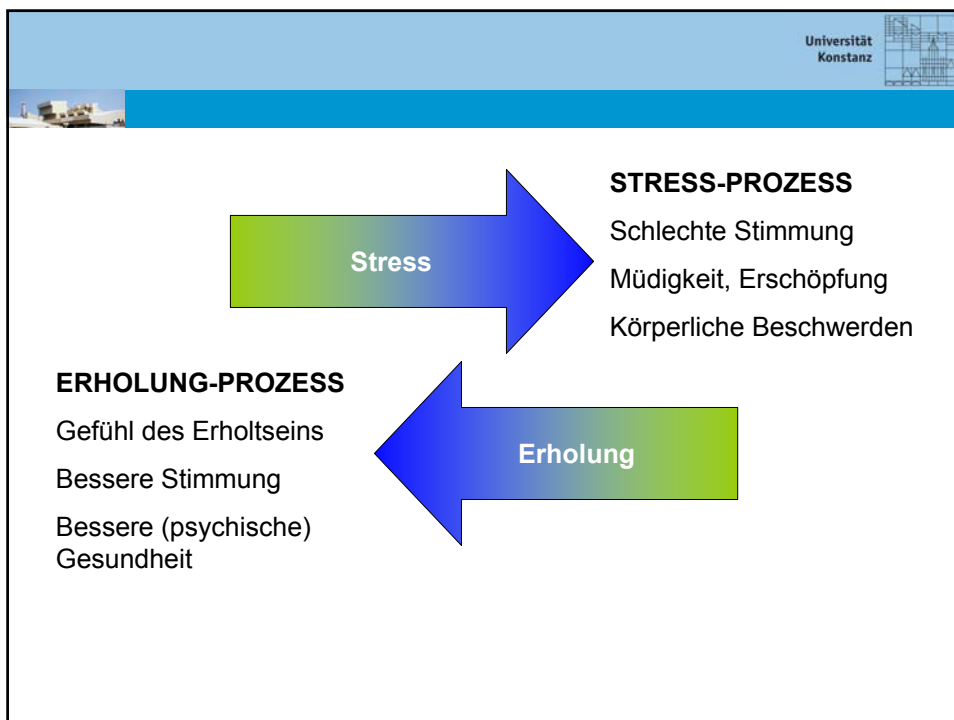 Universität
Konstanz
STRESS-PROZESS
Schlechte Stimmung
Müdigkeit, Erschöpfung
Körperliche Beschwerden
Stress
ERHOLUNG-PROZESS
Gefühl des Erholtseins
Bessere Stimmung
Bessere (psychische)
Gesundheit
Erholung